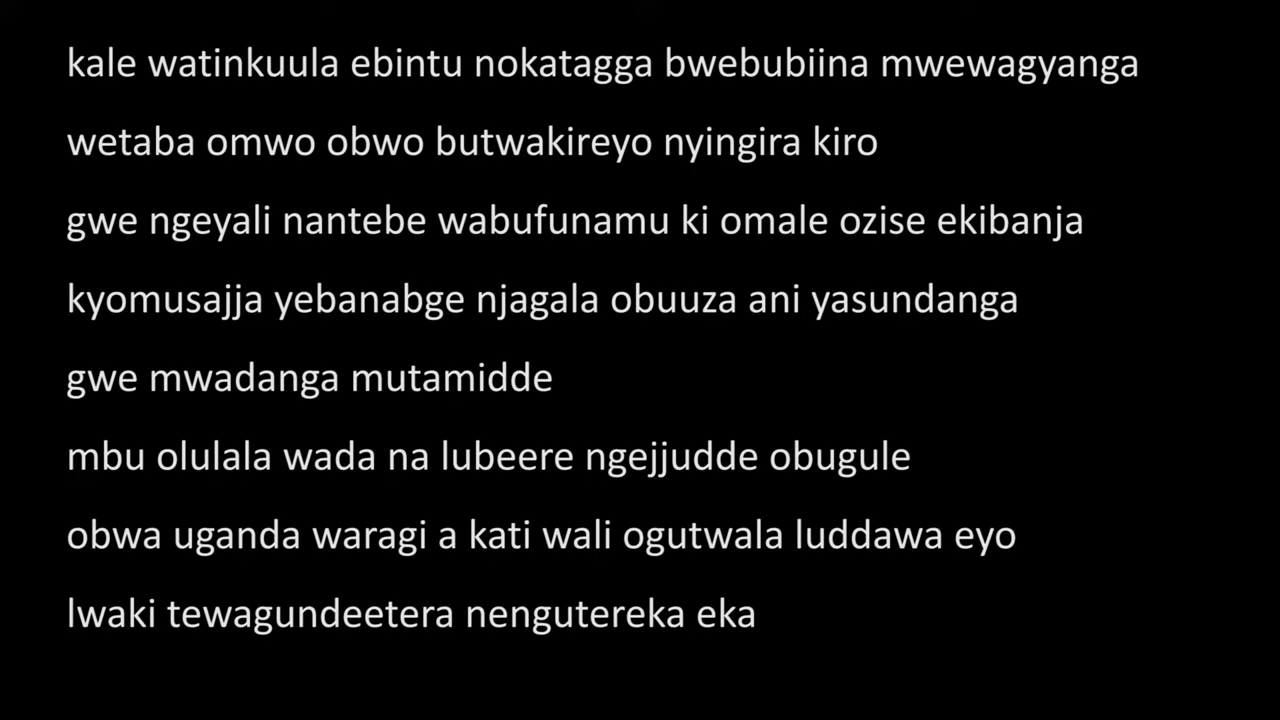 kale watinkuula ebintu nokatagga bwebubiina mwewagyanga
wetaba omwo obwo butwakireyo nyingira kiro
gwe ngeyali nantebe wabufunamu ki omale ozise ekibanja
kyomusajja yebanabge njagala obuuza ani yasundanga
gwe mwadanga mutamidde
mbu olulala wada na lubeere ngejjudde obugule
obwa uganda waragi a kati wali ogutwala luddawa eyo
lwaki tewagundeetera nengutereka eka